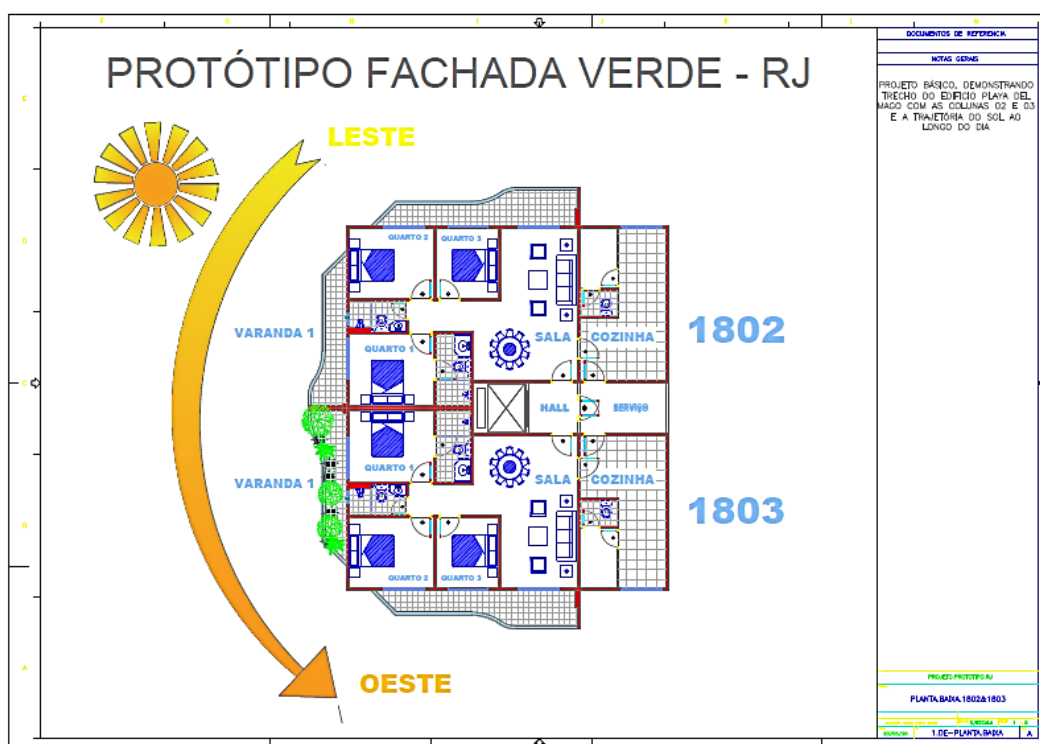 PROTÓTIPO FACHADA VERDE - RJ
LESTE
OESTE
QUARTO 2
QUARTO 3
VARANDA 1
SALA
COZINHA
1802
QUARTO 1
HALL
SERVIÇO
QUARTO 1
VARANDA 1
SALA
COZINHA
1803
QUARTO 2
QUARTO 3
DOCUMENTOS DE REFERENCIA
NOTAS GERAIS
PROJETO BÁSICO, DEMONSTRANDO
TRECHO DO EDIFICIO PLAYA DEL
MAGO COM AS COLUNAS 02 E 03
E A TRAJETÓRIA DO SOL AO
LONGO DO DIA
PROJETO PROTOTIPO RJ
PLANTA.BAIXA.1802&1803
1.DE-PLANTA.BAIXA
A